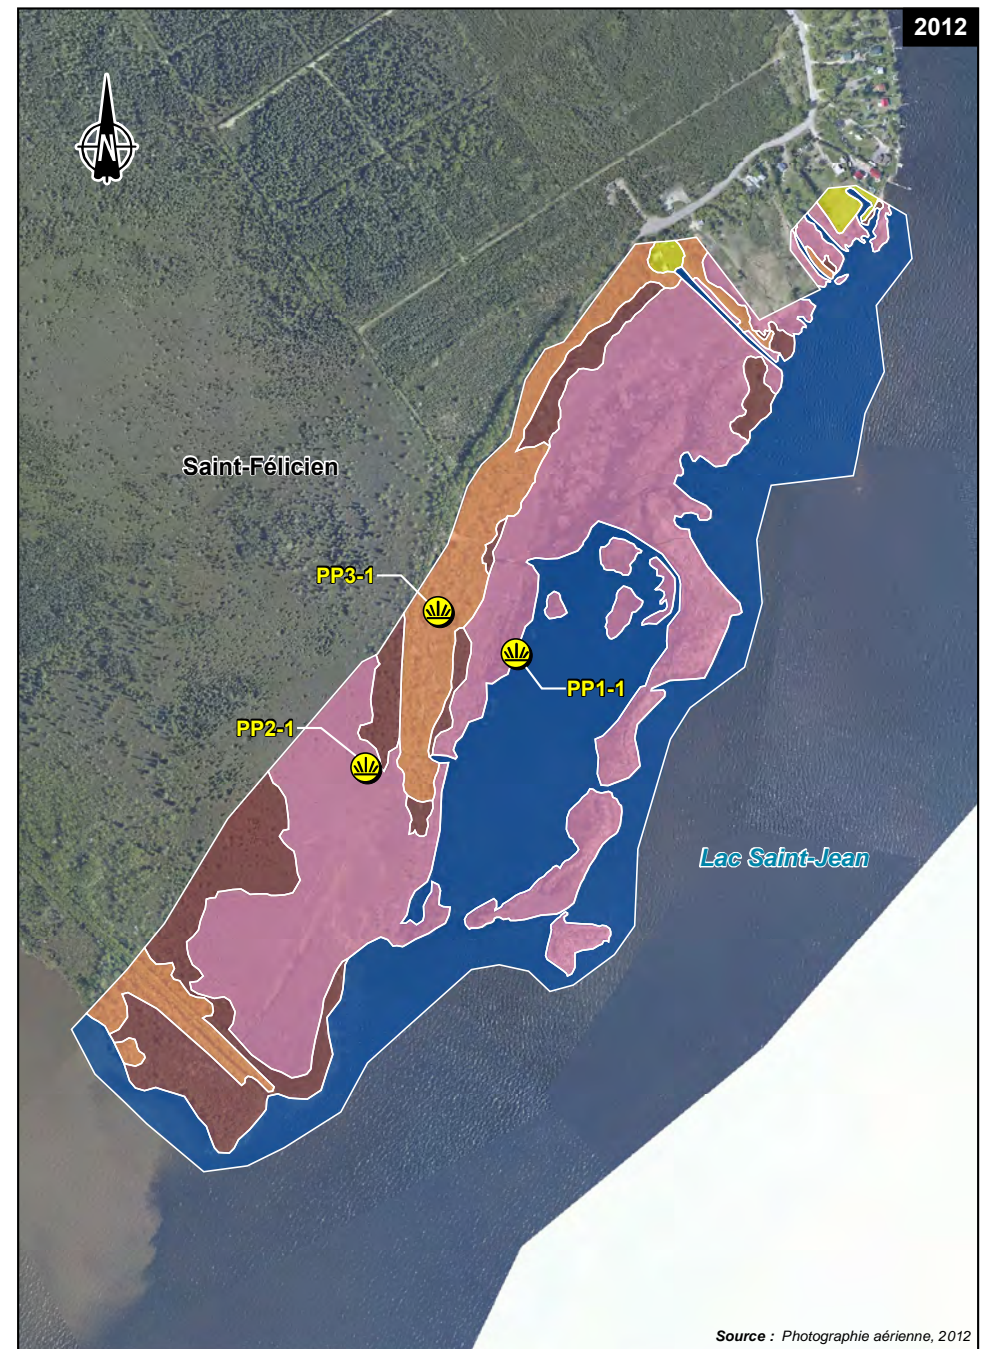 2012
N
Saint-Félicien
PP3-1
PP1-1
PP2-1
Lac Saint-Jean
Source : Photographie aérienne, 2012